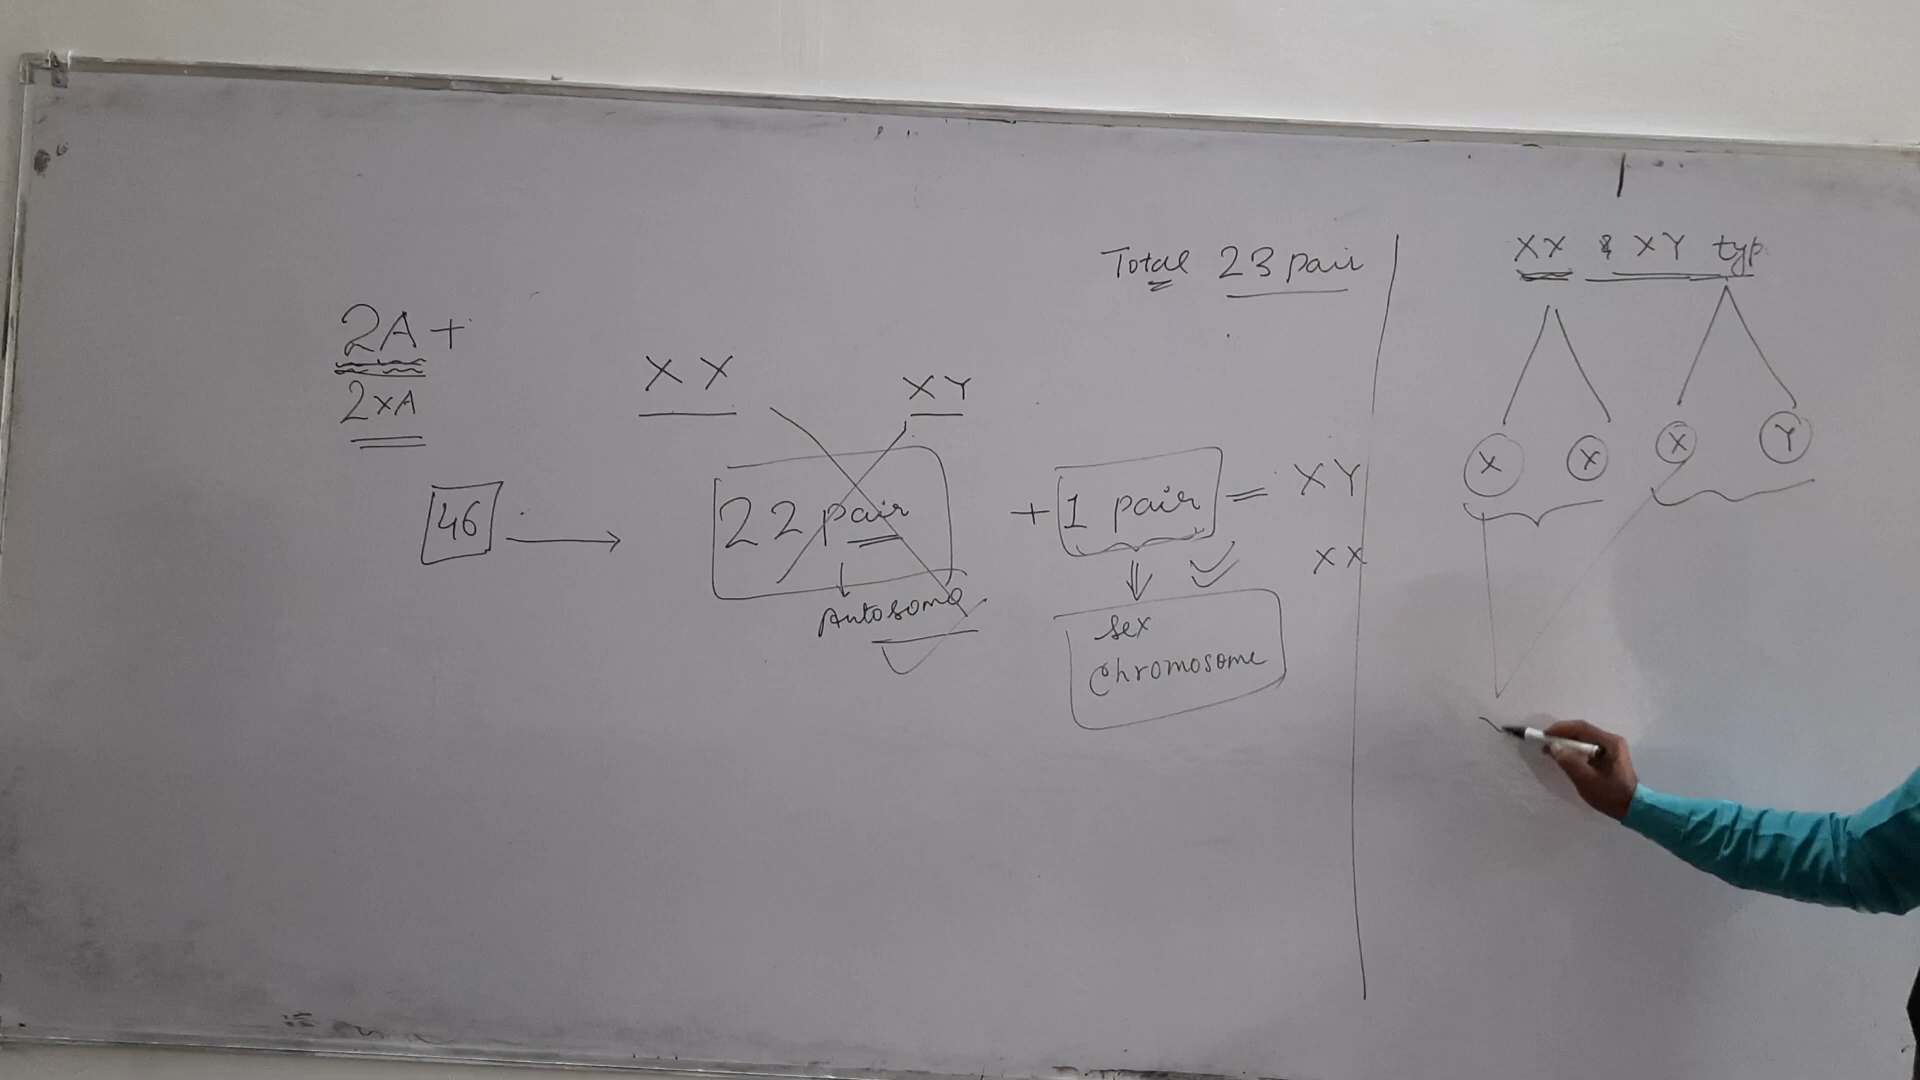 Total 23 pair
2A +
2xA
XX
XY
46
22 pair
+ 1 pair = XY
XX
Autosome
sex
chromosome
XX & XY typ
X X X Y